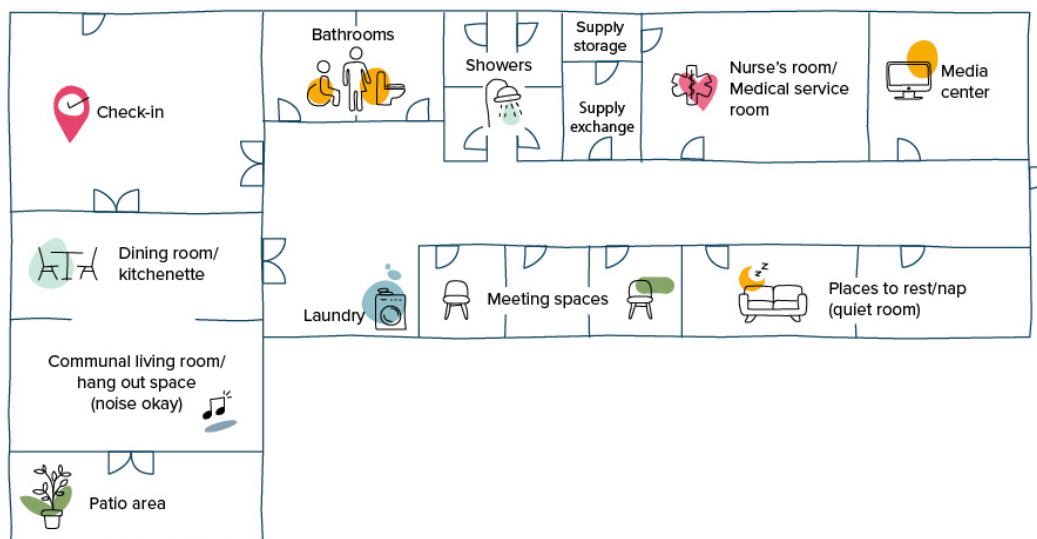 Check-in
Bathrooms
Showers
Supply
storage
Supply
exchange
Nurse's room/
Medical service
room
Media
center
Dining room/
kitchenette
Laundry
Meeting spaces
z z
Places to rest/nap
(quiet room)
Communal living room/
hang out space
(noise okay)
Patio area